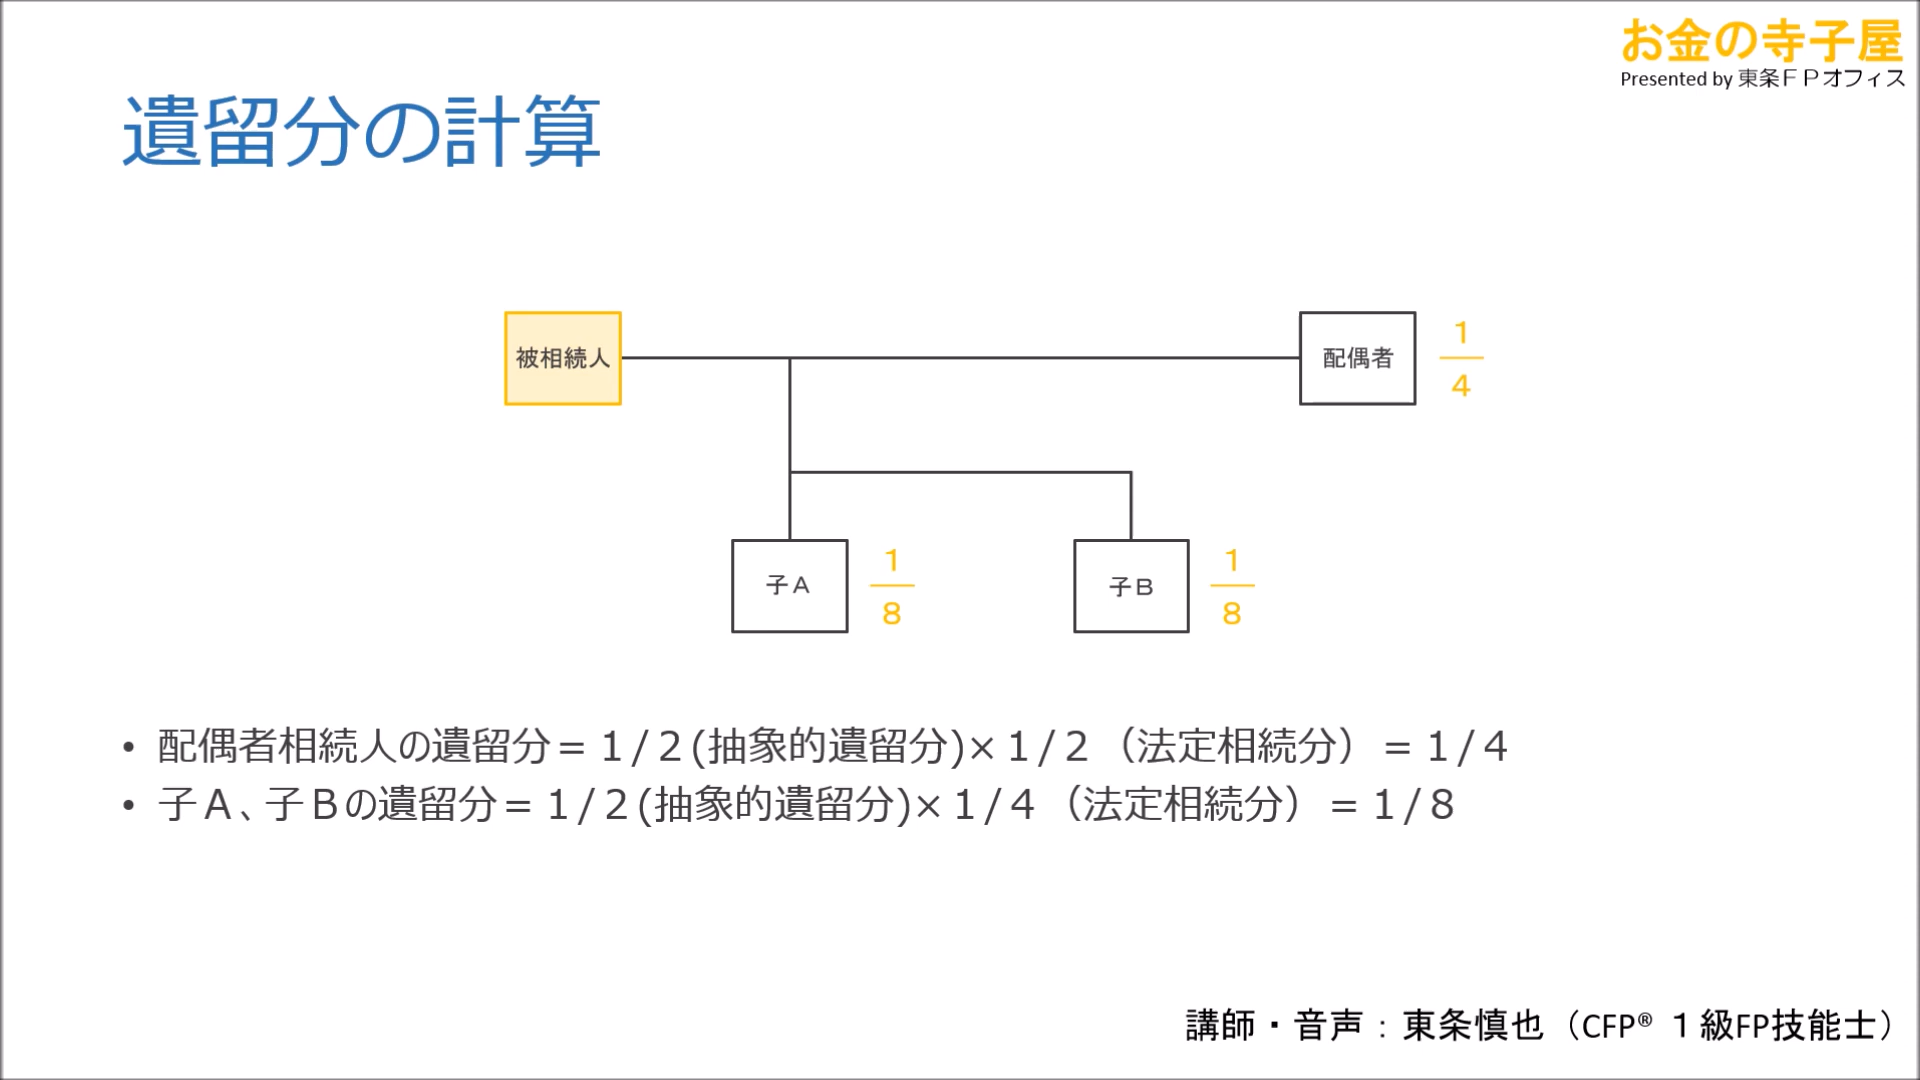 お金の寺子屋
Presented by 東条ＦＰオフィス
遺留分の計算
被相続人
配偶者
1
4
子Ａ
1
8
子Ｂ
1
8
• 配偶者相続人の遺留分＝１/２(抽象的遺留分)×１/２（法定相続分）＝１/４
• 子Ａ、子Ｂの遺留分＝１/２(抽象的遺留分)×１/４（法定相続分）＝１/８
講師・音声：東条慎也（CFP® １級FP技能士）